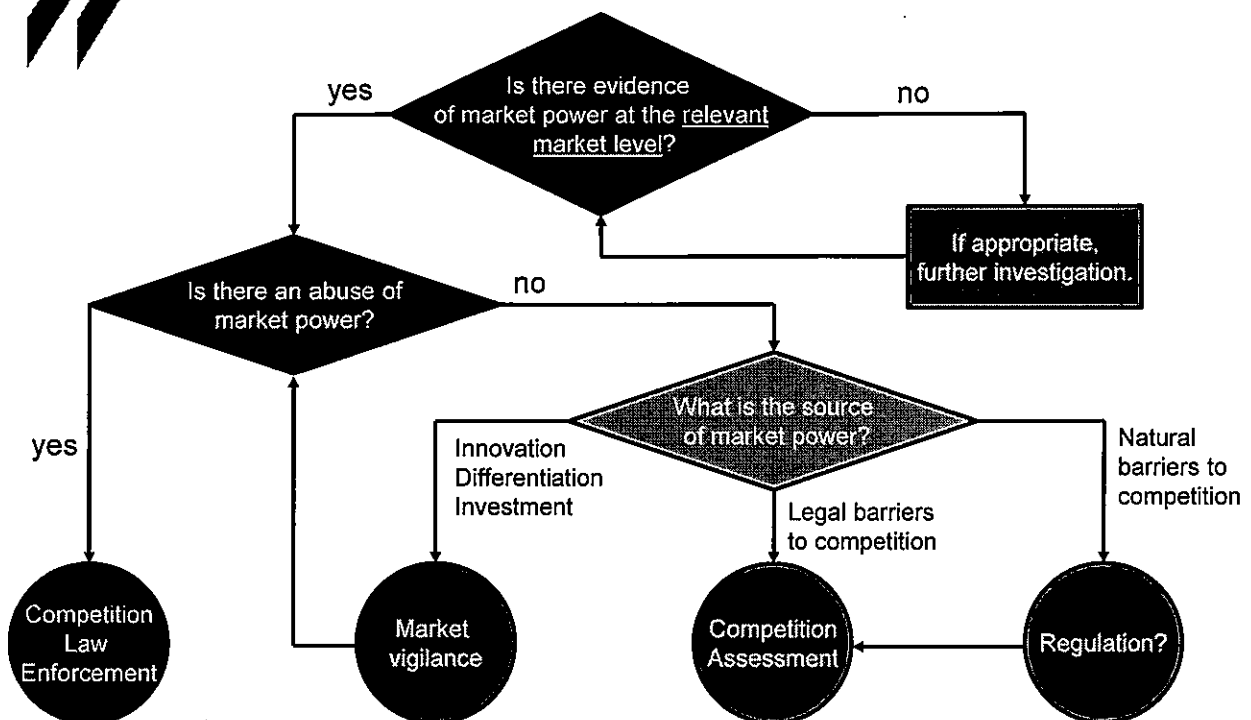 Is there evidence
of market power at the relevant
market level?
yes
no
If appropriate,
further investigation.
Is there an abuse of
market power?
no
yes
What is the source
of market power?
Innovation
Differentiation
Investment
Legal barriers
to competition
Natural
barriers to
competition
Competition
Law
Enforcement
Market
vigilance
Competition
Assessment
Regulation?